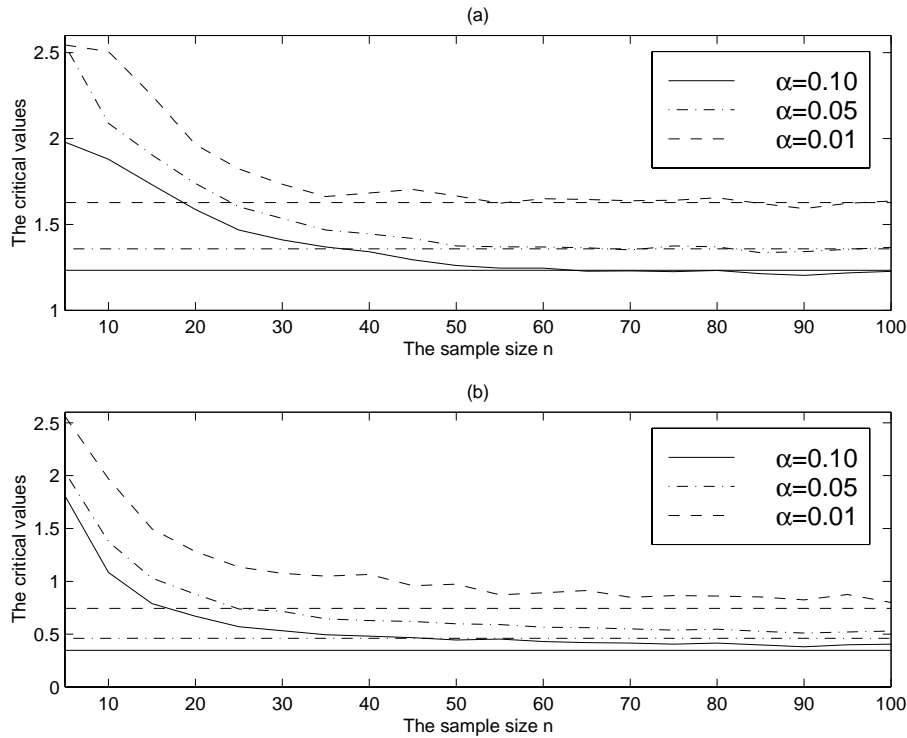 (a)
The critical values
2.5
2
1.5
1
α=0.10
α=0.05
α=0.01
10 20 30 40 50 60 70 80 90 100
The sample size n
(b)
The critical values
2.5
2
1.5
1
0.5
0
α=0.10
α=0.05
α=0.01
10 20 30 40 50 60 70 80 90 100
The sample size n